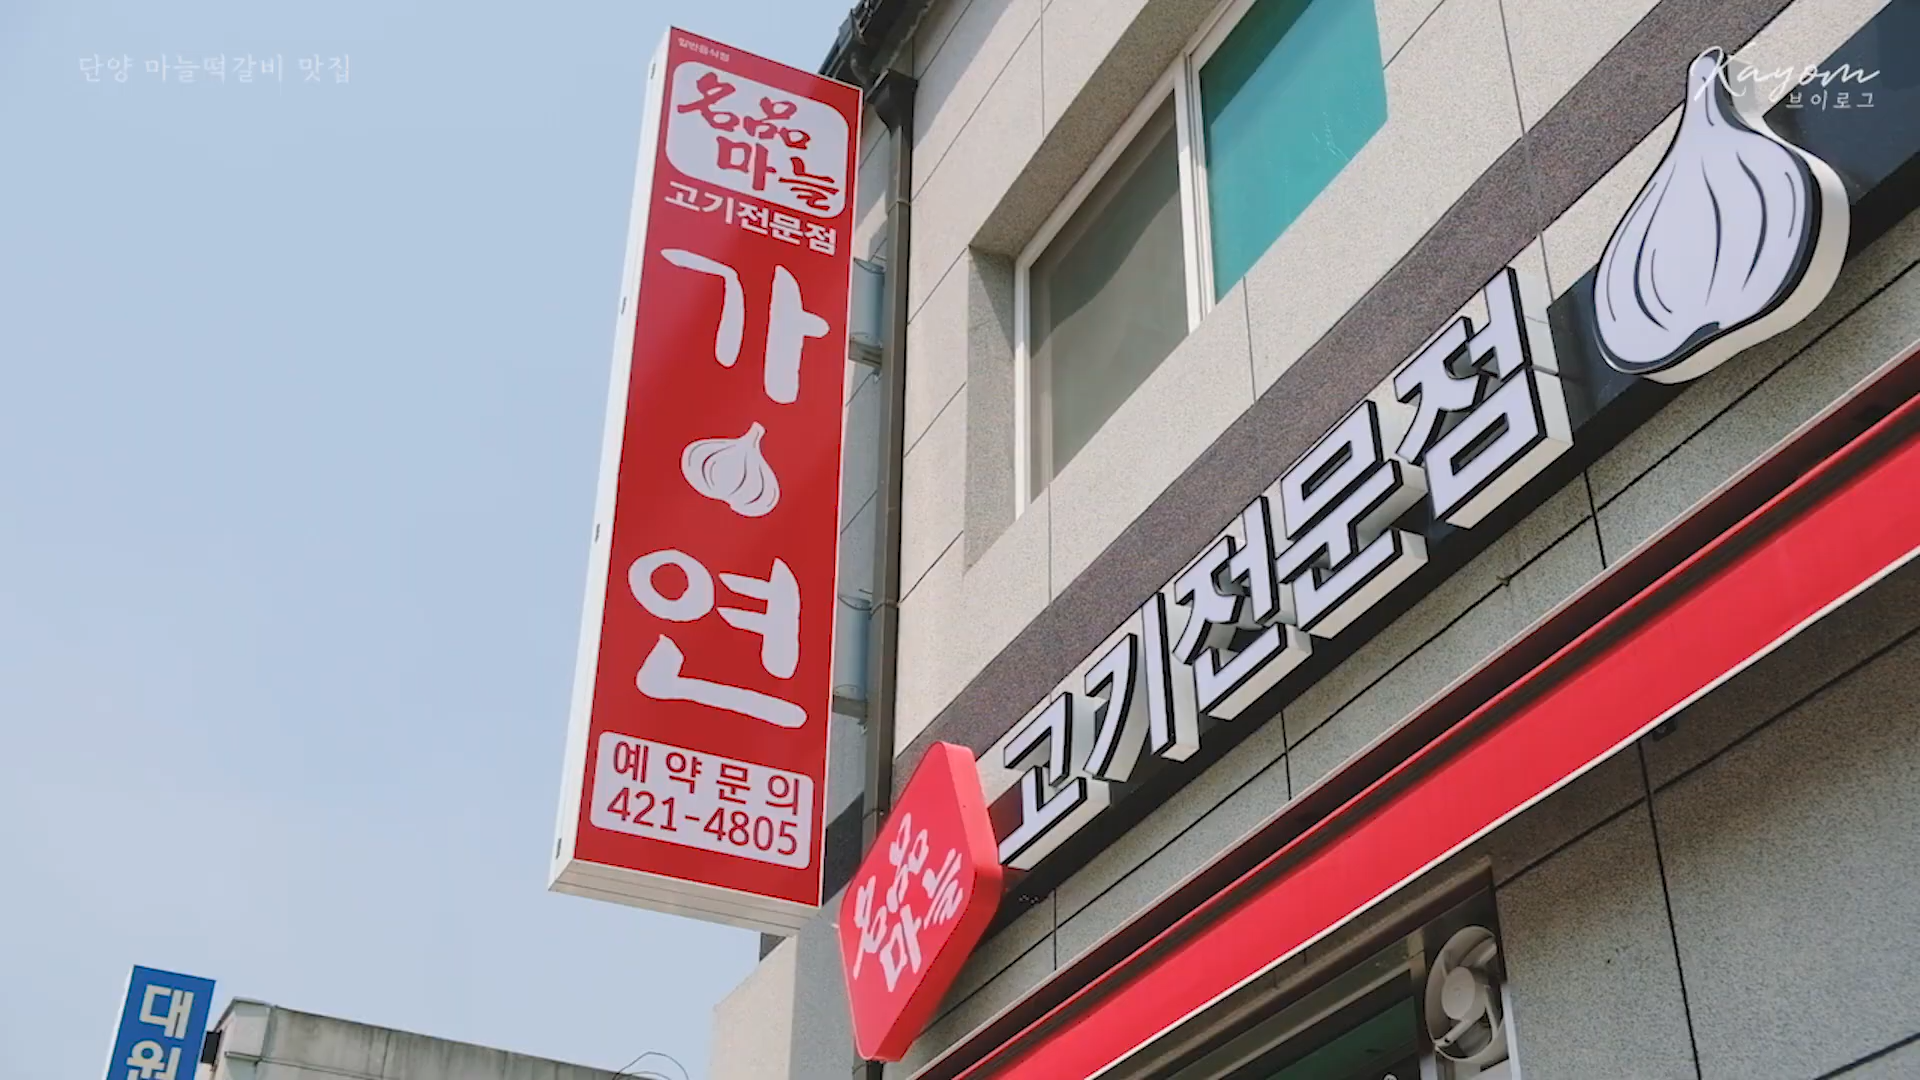 단양 마늘떡갈비 맛집
Kayom
브이로그
일반음식점
名品
마늘
고기전문점
가
연
예약문의
421-4805
名品
마늘
고기전문점
대원